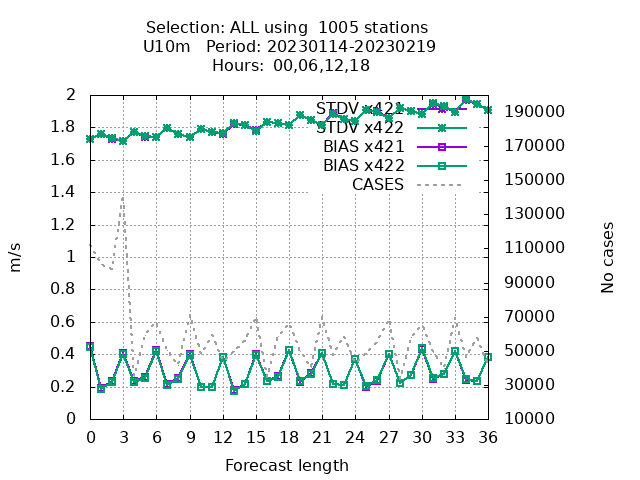 Selection: ALL using 1005 stations
U10m Period: 20230114-20230219
Hours: 00,06,12,18
STDV x421
STDV x422
BIAS x421
BIAS x422
CASES
2
1.8
1.6
1.4
1.2
1
0.8
0.6
0.4
0.2
0
190000
170000
150000
130000
110000
90000
70000
50000
30000
10000
m/s
No cases
0 3 6 9 12 15 18 21 24 27 30 33 36
Forecast length